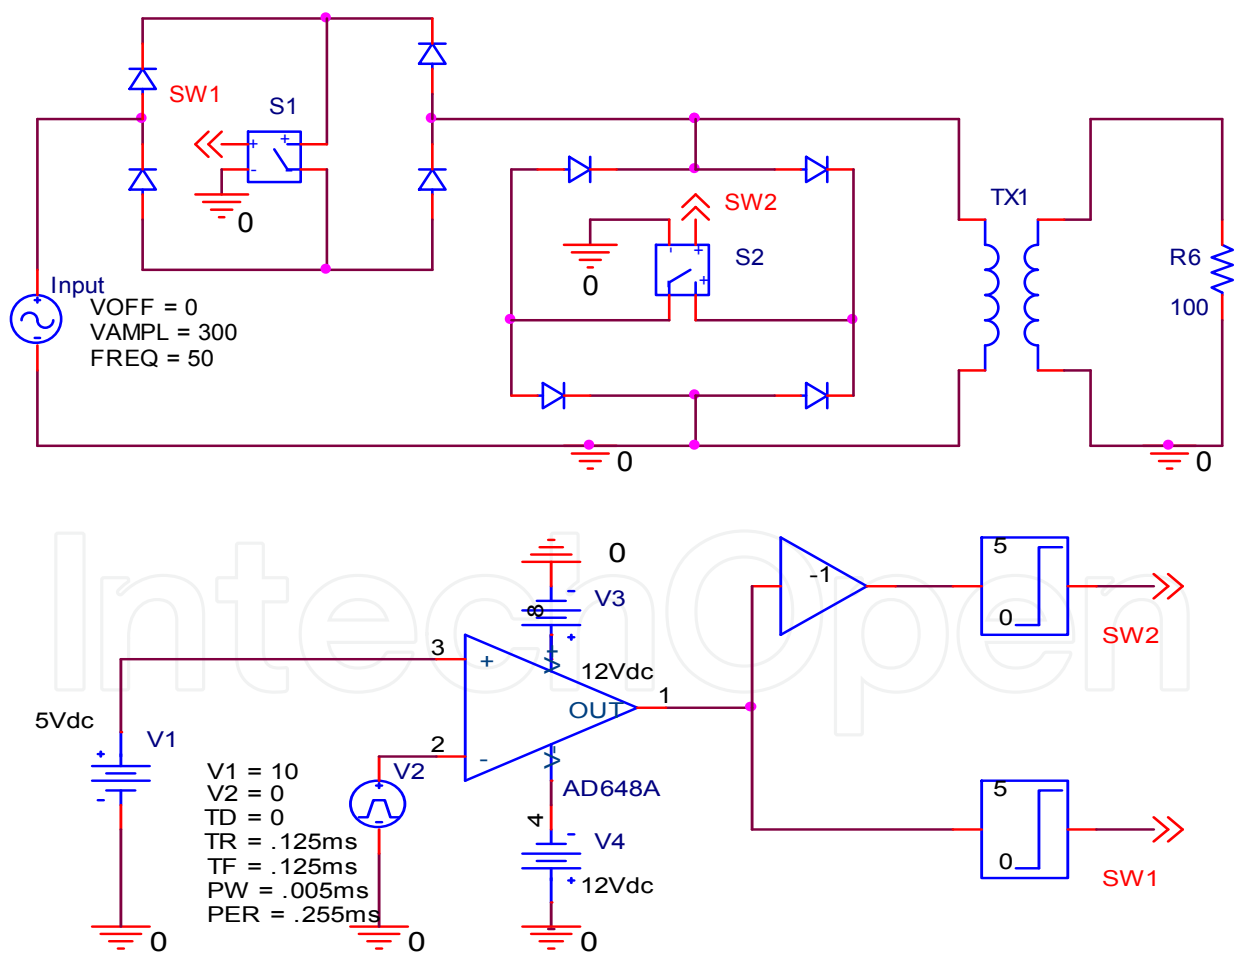 SW1
S1
+
+
-
0
SW2
-
+
S2
+
0
TX1
R6
100
Input
VOFF = 0
VAMPL = 300
FREQ = 50
+
-
0
0
IntechOpen
0
-
8
V3
+
5
-1
0
SW2
3
+
V+
12Vdc
1
OUT
5Vdc
V1
+
-
2
-
V-
V2
+
-
AD648A
V1 = 10
V2 = 0
TD = 0
TR = .125ms
TF = .125ms
PW = .005ms
PER = .255ms
4
-
V4
+
12Vdc
5
0
SW1
0
0
0